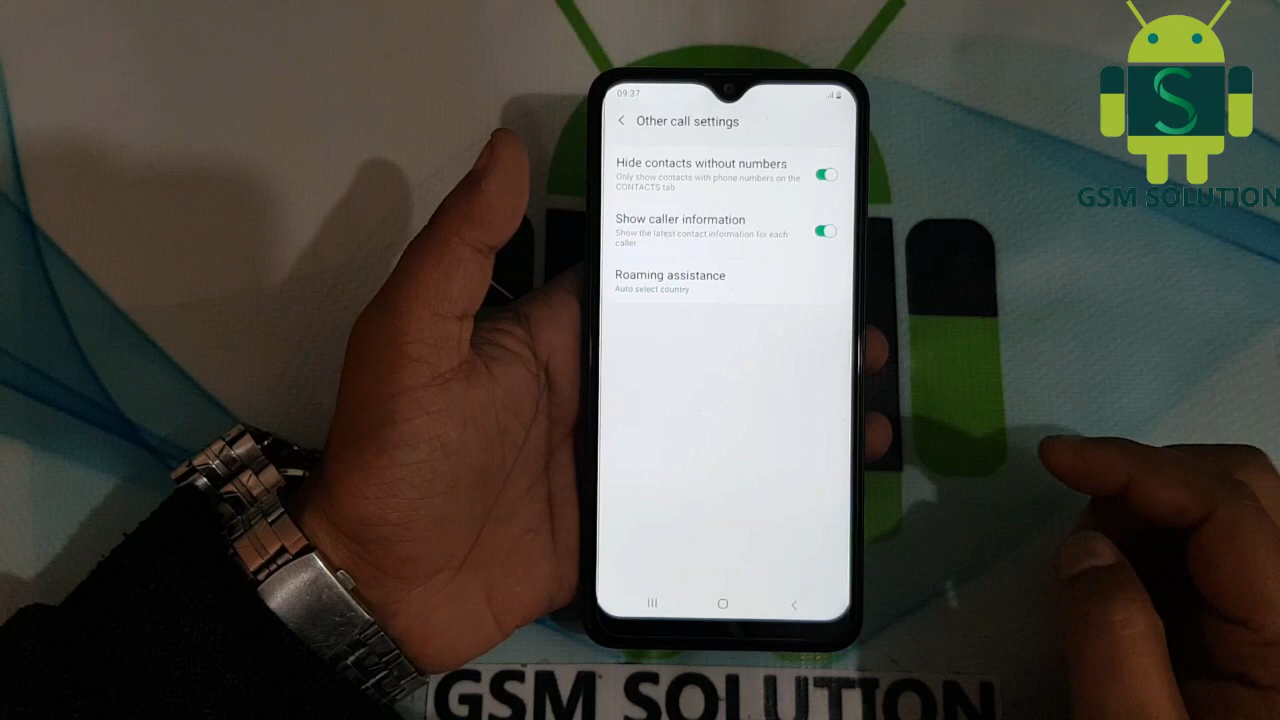 09:37
Other call settings
Hide contacts without numbers
Only show contacts with phone numbers on the
CONTACTS tab
Show caller information
Show the latest contact information for each
caller
Roaming assistance
Auto select country
S
GSM SOLUTION
GSM SOLUTION